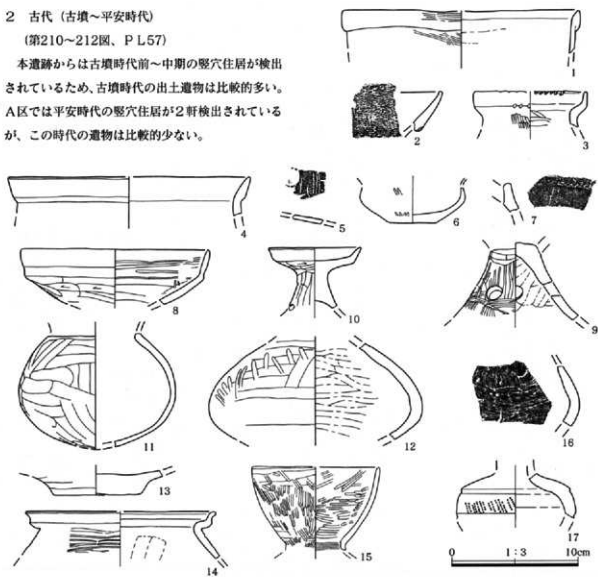 2 古代（古墳～平安時代）
（第210～212図、ＰＬ57）
本遺跡からは古墳時代前～中期の竪穴住居が検出
されているため、古墳時代の出土遺物は比較的多い。
Ａ区では平安時代の竪穴住居が２軒検出されている
が、この時代の遺物は比較的少ない。
2
3
4
5
6
7
8
10
9
11
12
16
13
14
15
17
0 1：3 10cm